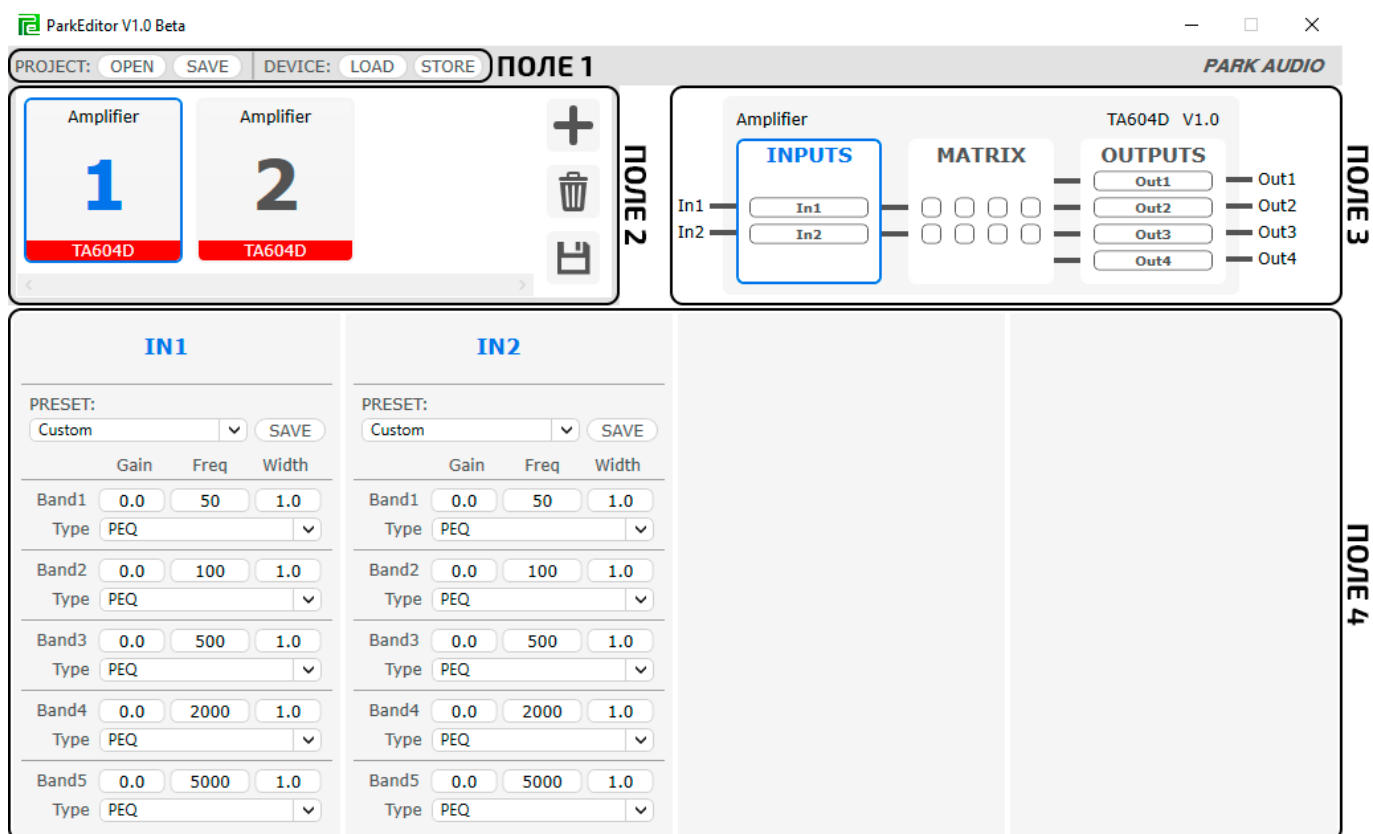 ParkEditor V1.0 Beta
PROJECT: OPEN SAVE DEVICE: LOAD STORE ПОЛЕ 1 PARK AUDIO
Amplifier Amplifier
1 2
TA604D TA604D
ПОЛЕ 2
Amplifier TA604D V1.0
INPUTS MATRIX OUTPUTS
Out1 Out1
In1 In1 Out2 Out2
In2 In2 Out3 Out3
Out4 Out4
ПОЛЕ 3
IN1 IN2
PRESET: PRESET:
Custom SAVE Custom SAVE
Gain Freq Width Gain Freq Width
Band1 0.0 50 1.0 Band1 0.0 50 1.0
Type PEQ Type PEQ
Band2 0.0 100 1.0 Band2 0.0 100 1.0
Type PEQ Type PEQ
Band3 0.0 500 1.0 Band3 0.0 500 1.0
Type PEQ Type PEQ
Band4 0.0 2000 1.0 Band4 0.0 2000 1.0
Type PEQ Type PEQ
Band5 0.0 5000 1.0 Band5 0.0 5000 1.0
Type PEQ Type PEQ
ПОЛЕ 4